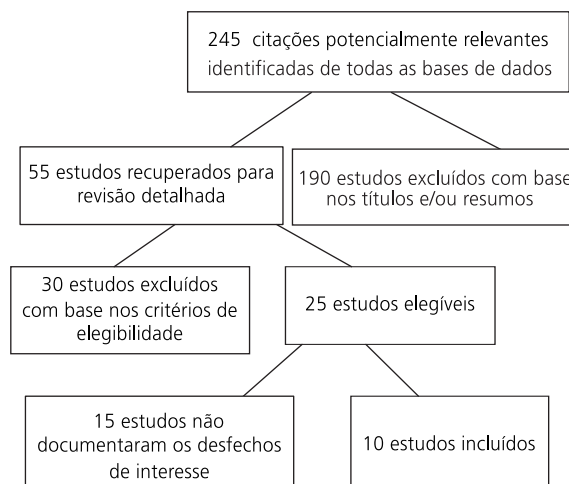 245 citações potencialmente relevantes
identificadas de todas as bases de dados
55 estudos recuperados para
revisão detalhada
190 estudos excluídos com base
nos títulos e/ou resumos
30 estudos excluídos
com base nos critérios de
elegibilidade
25 estudos elegíveis
15 estudos não
documentaram os desfechos
de interesse
10 estudos incluídos